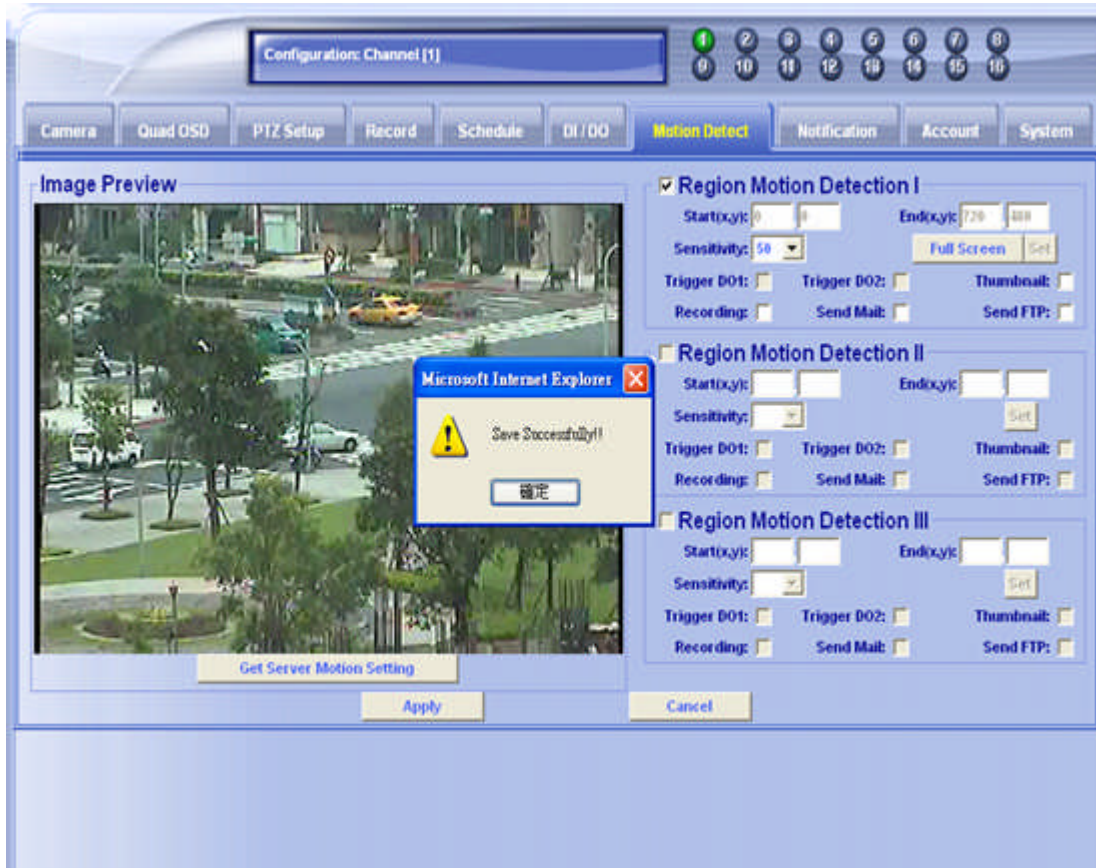 Configuration: Channel [1]
1 2 3 4 5 6 7 8
9 10 11 12 13 14 15 16
Camera Quad OSD PTZ Setup Record Schedule DI / DO Motion Detect Notification Account System
Image Preview
Get Server Motion Setting
Region Motion Detection I
Start(x,y): 0 0 End(x,y): 720 480
Sensitivity: 50 Full Screen Set
Trigger DO1: Trigger DO2: Thumbnail:
Recording: Send Mail: Send FTP:
Region Motion Detection II
Start(x,y): End(x,y):
Sensitivity: Set
Trigger DO1: Trigger DO2: Thumbnail:
Recording: Send Mail: Send FTP:
Region Motion Detection III
Start(x,y): End(x,y):
Sensitivity: Set
Trigger DO1: Trigger DO2: Thumbnail:
Recording: Send Mail: Send FTP:
Microsoft Internet Explorer
Save Successfully!!
確定
Apply Cancel